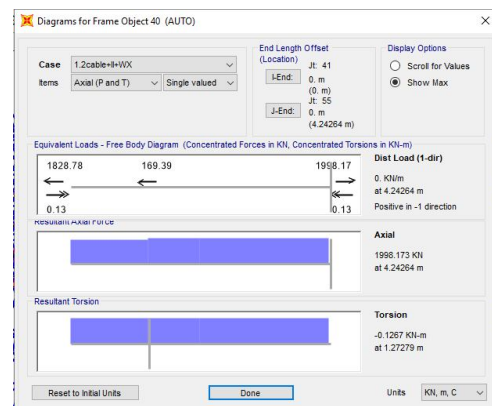 Diagrams for Frame Object 40 (AUTO)
Case 1.2cable+ll+WX
Items Axial (P and T) Single valued
End Length Offset
(Location)
Jt: 41
I-End: 0. m
(0. m)
Jt: 55
J-End: 0. m
(4.24264 m)
Display Options
Scroll for Values
Show Max
Equivalent Loads - Free Body Diagram (Concentrated Forces in KN, Concentrated Torsions in KN-m)
1828.78 169.39 1998.17
0.13 0.13
Dist Load (1-dir)
0. KN/m
at 4.24264 m
Positive in -1 direction
Resultant Axial Force
Axial
1998.173 KN
at 4.24264 m
Resultant Torsion
Torsion
-0.1267 KN-m
at 1.27279 m
Reset to Initial Units Done Units KN, m, C